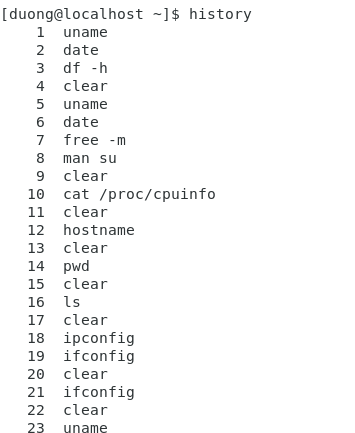 [duong@localhost ~]$ history
1 uname
2 date
3 df -h
4 clear
5 uname
6 date
7 free -m
8 man su
9 clear
10 cat /proc/cpuinfo
11 clear
12 hostname
13 clear
14 pwd
15 clear
16 ls
17 clear
18 ipconfig
19 ifconfig
20 clear
21 ifconfig
22 clear
23 uname